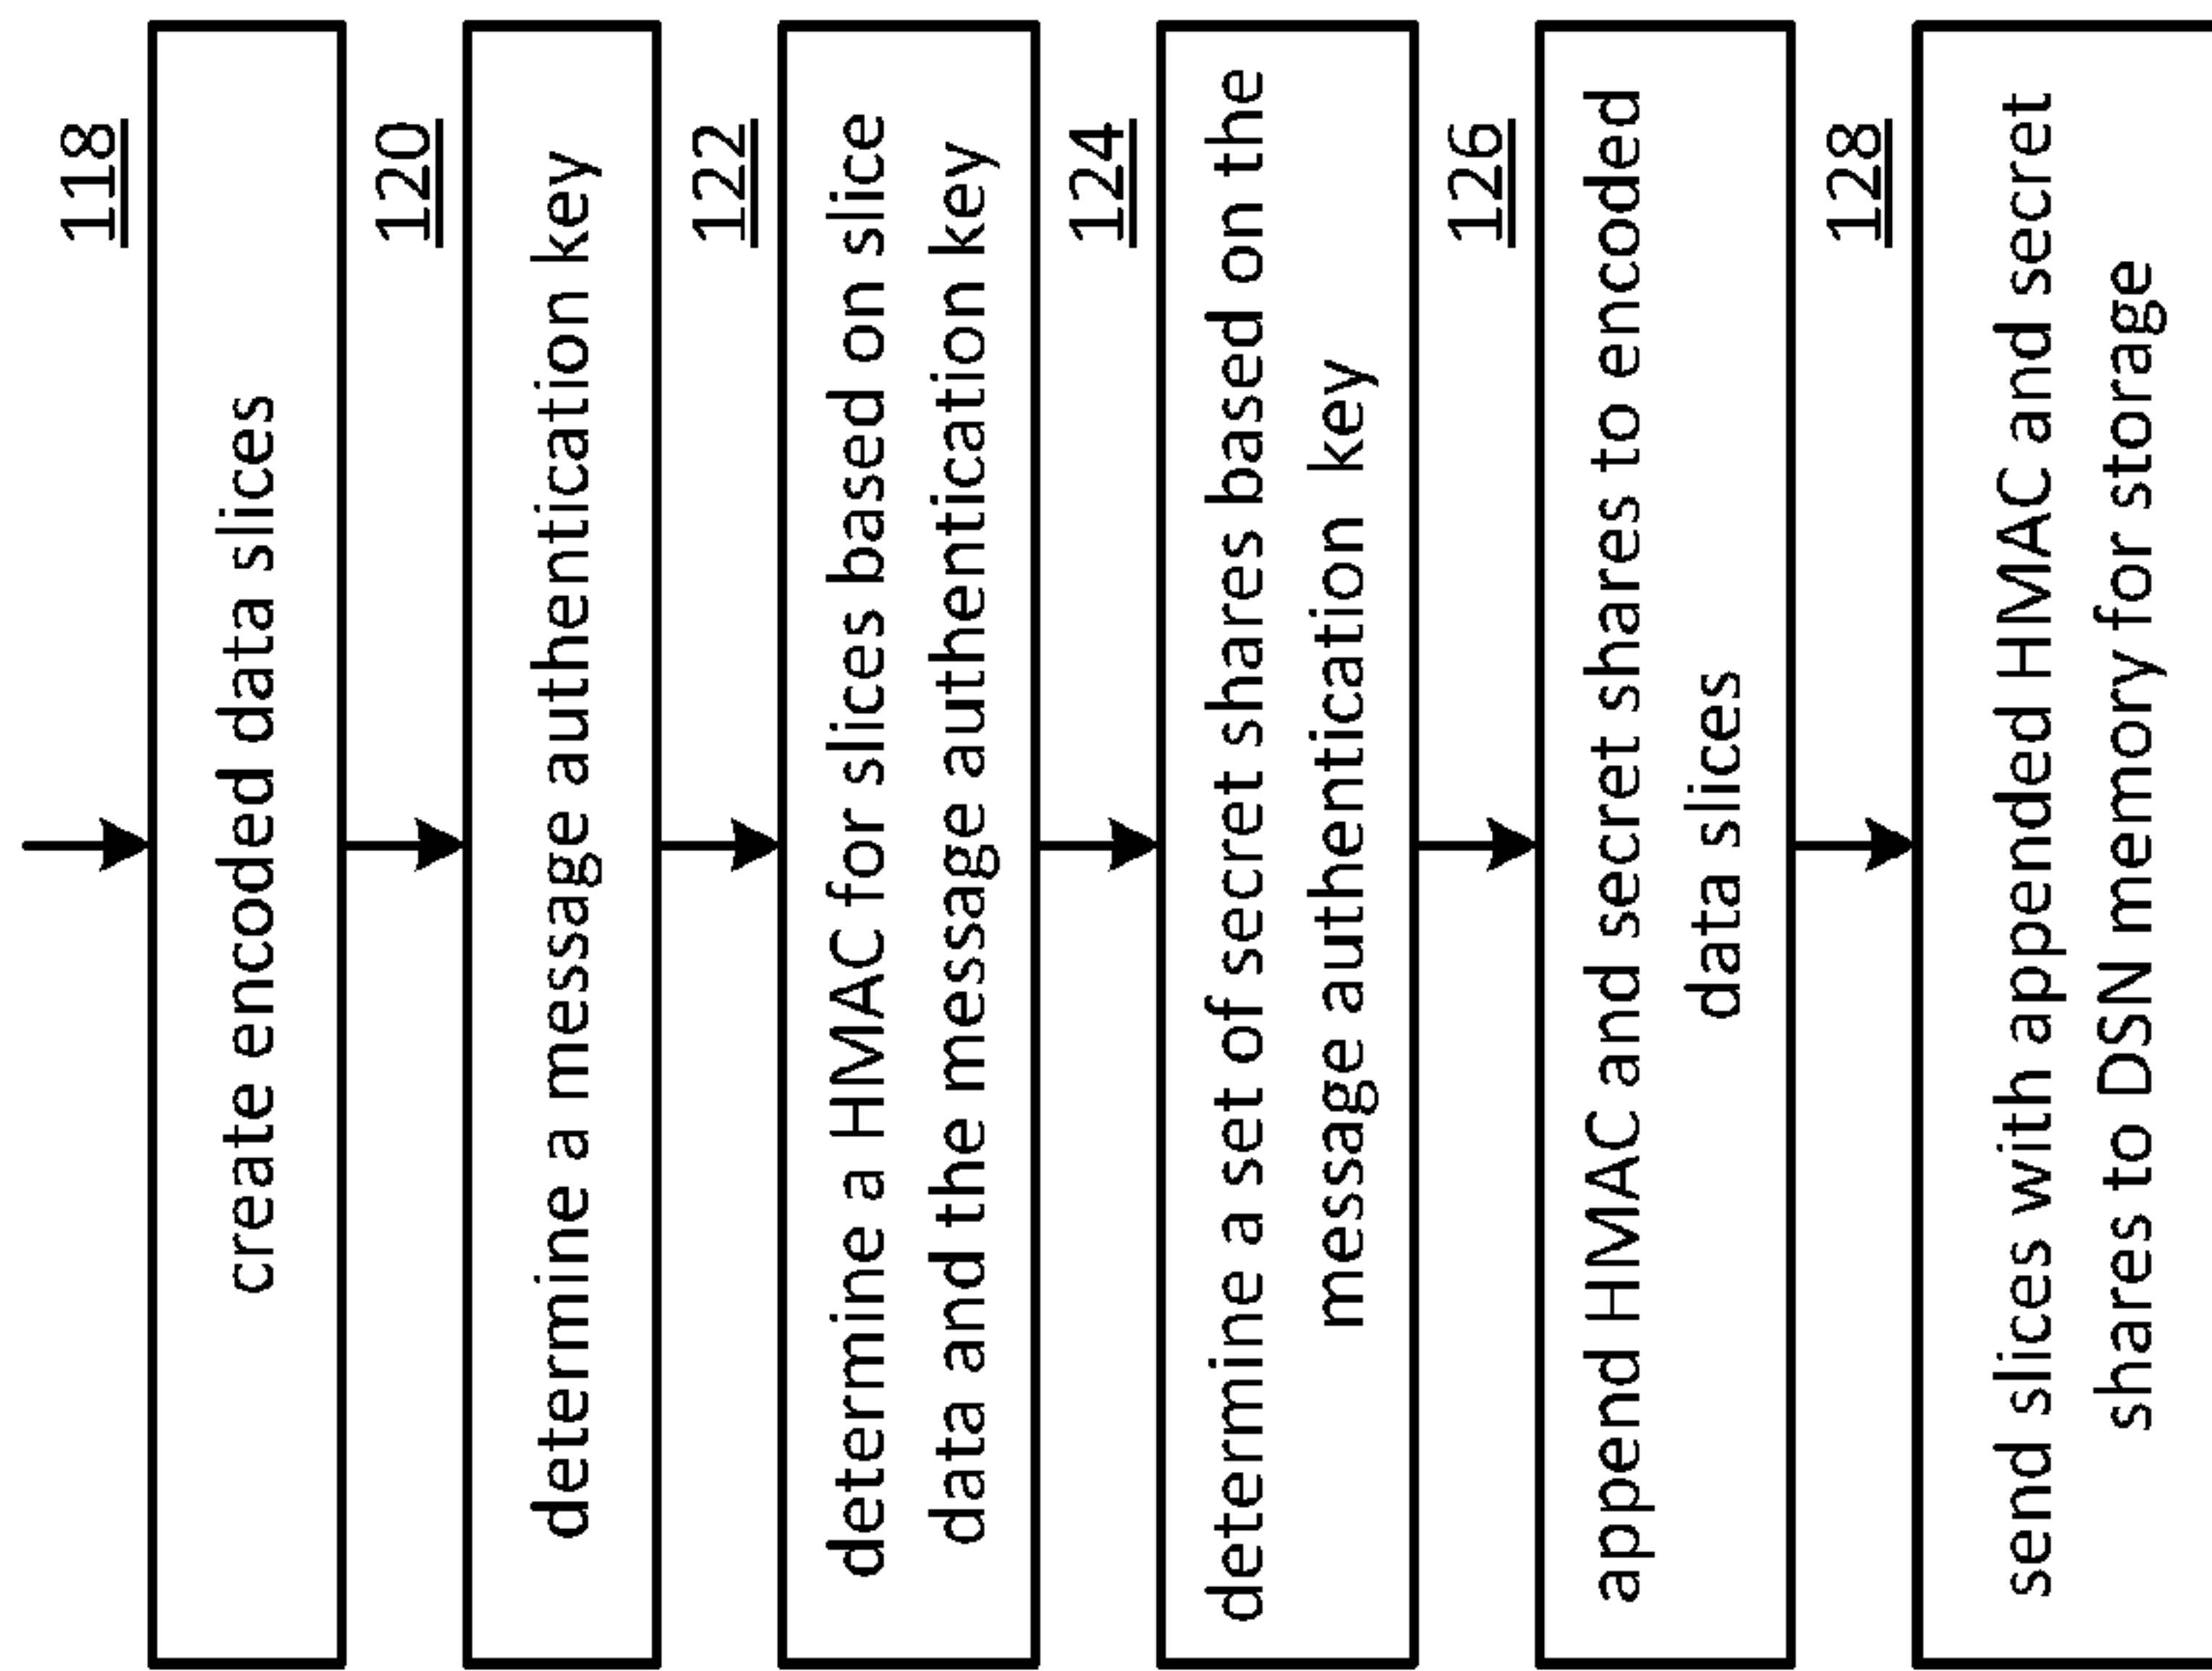 118
create encoded data slices
120
determine a message authentication key
122
determine a HMAC for slices based on slice
data and the message authentication key
124
determine a set of secret shares based on the
message authentication key
126
append HMAC and secret shares to encoded
data slices
128
send slices with appended HMAC and secret
shares to DSN memory for storage